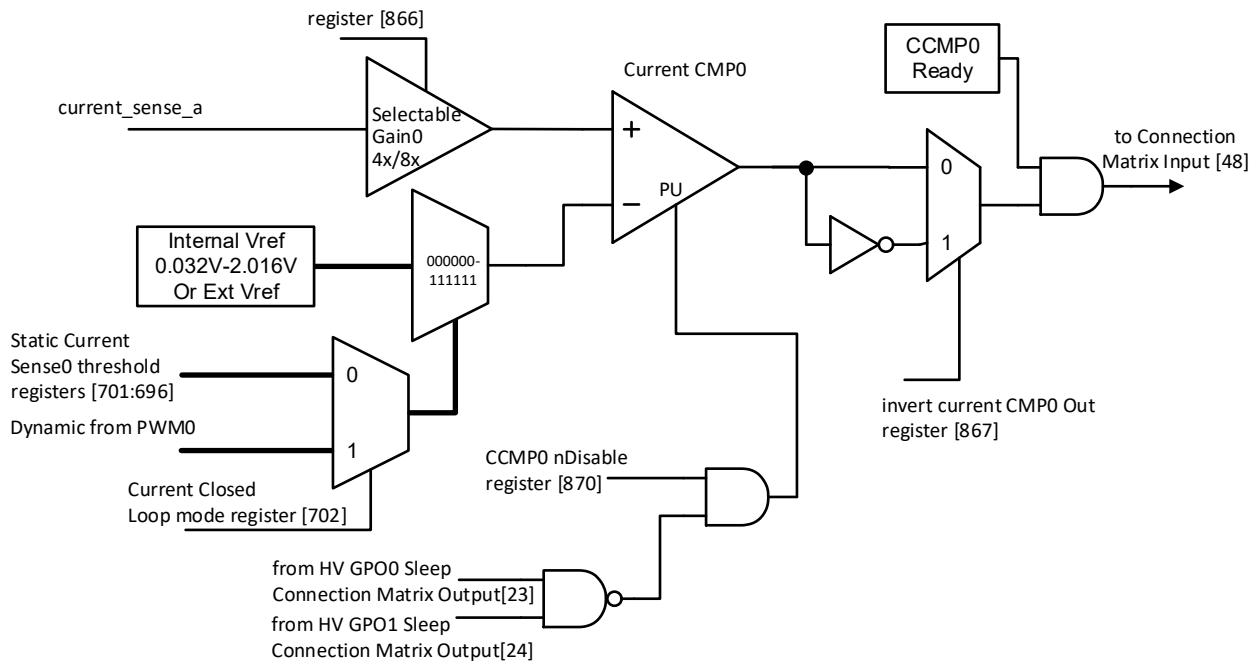 register [866]
Current CMP0
CCMP0
Ready
current_sense_a
Selectable
Gain0
4x/8x
+
−
PU
0
1
to Connection
Matrix Input [48]
Internal Vref
0.032V-2.016V
Or Ext Vref
000000-
111111
Static Current
Sense0 threshold
registers [701:696]
0
Dynamic from PWM0
1
invert current CMP0 Out
register [867]
Current Closed
Loop mode register [702]
CCMP0 nDisable
register [870]
from HV GPO0 Sleep
Connection Matrix Output[23]
from HV GPO1 Sleep
Connection Matrix Output[24]